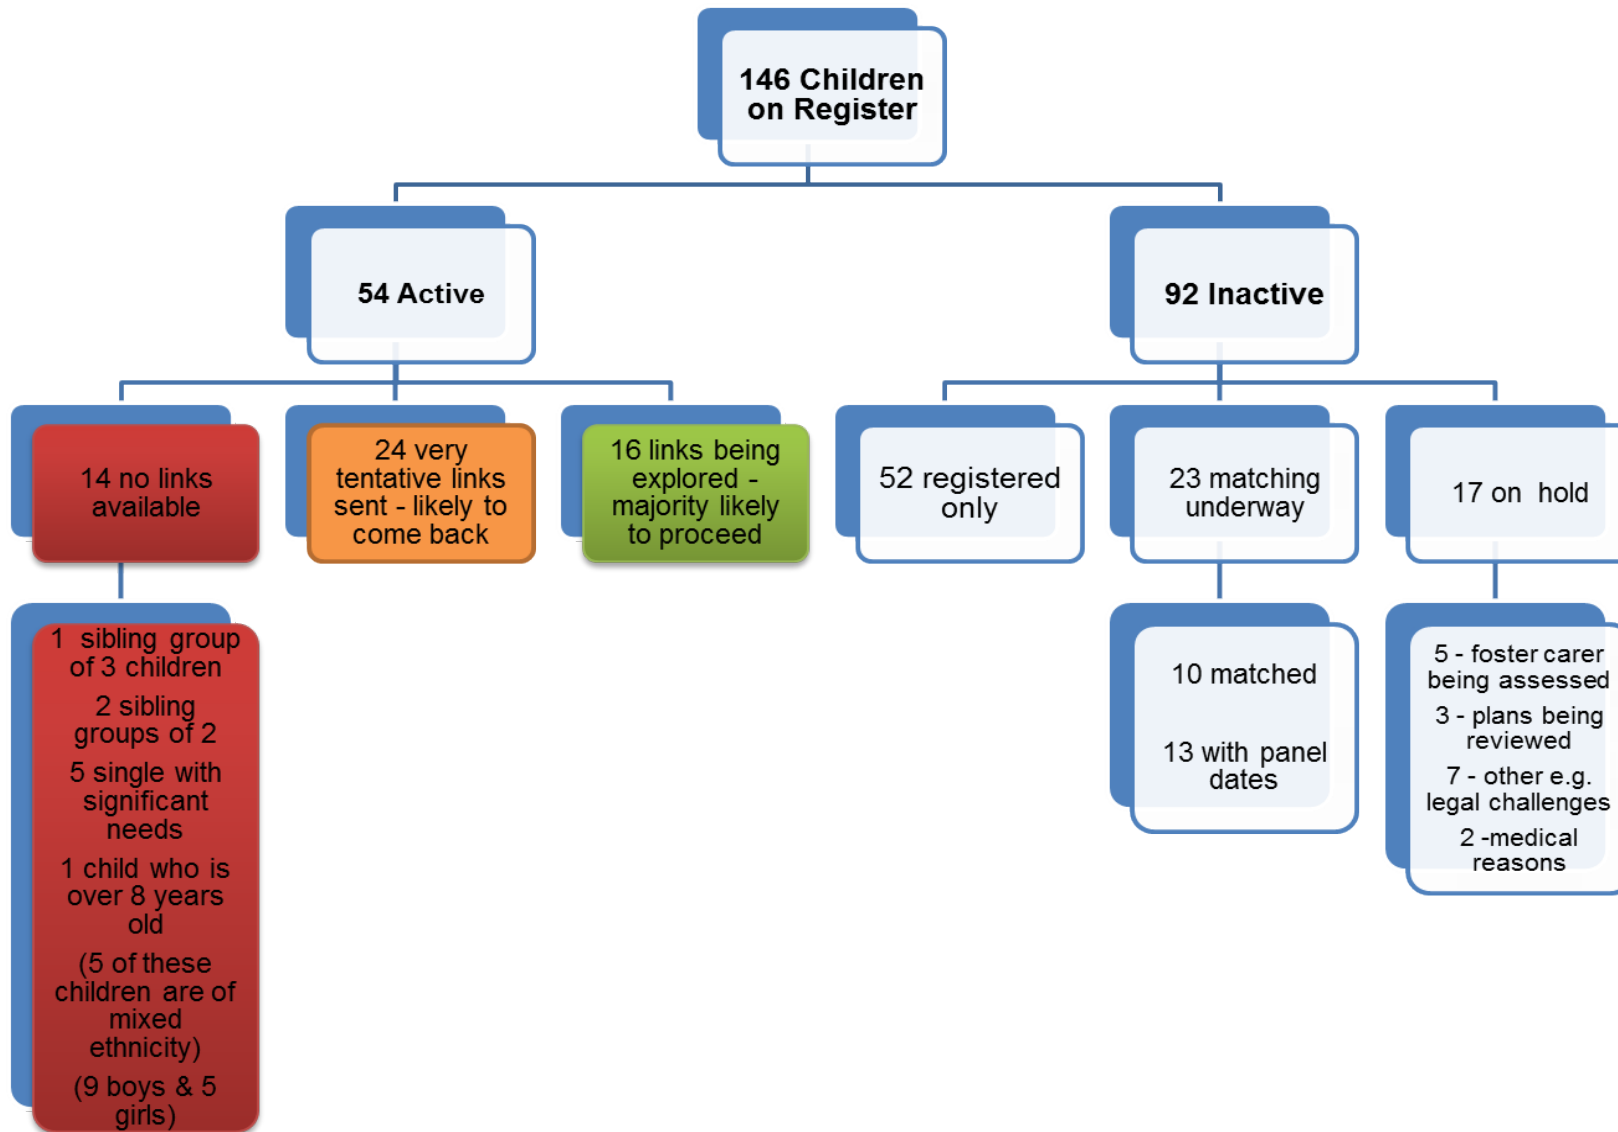 146 Children
on Register
54 Active
92 Inactive
14 no links
available
24 very
tentative links
sent - likely to
come back
16 links being
explored -
majority likely
to proceed
52 registered
only
23 matching
underway
17 on hold
1 sibling group
of 3 children
2 sibling
groups of 2
5 single with
significant
needs
1 child who is
over 8 years
old
(5 of these
children are of
mixed
ethnicity)
(9 boys & 5
girls)
10 matched
13 with panel
dates
5 - foster carer
being assessed
3 - plans being
reviewed
7 - other e.g.
legal challenges
2 -medical
reasons